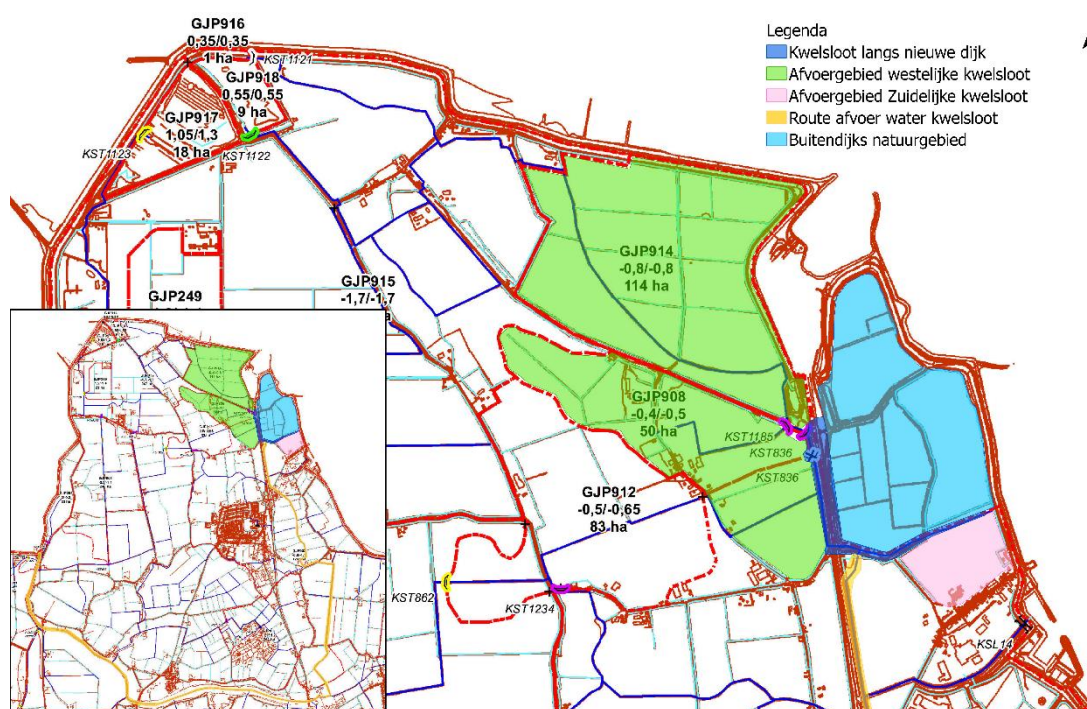 GJP916
0,35/0,35
1 ha
KST1121
GJP918
0,55/0,55
9 ha
GJP917
1,05/1,3
18 ha
KST1123
KST1122
Legenda
Kwelsloot langs nieuwe dijk
Afvoergebied westelijke kwelsloot
Afvoergebied Zuidelijke kwelsloot
Route afvoer water kwelsloot
Buitendijks natuurgebied
GJP914
-0,8/-0,8
114 ha
GJP915
-1,7/-1,7
GJP249
GJP908
-0,4/-0,5
50 ha
KST1185
KST836
KST836
GJP912
-0,5/-0,65
83 ha
KST862
KST1234
KSL14